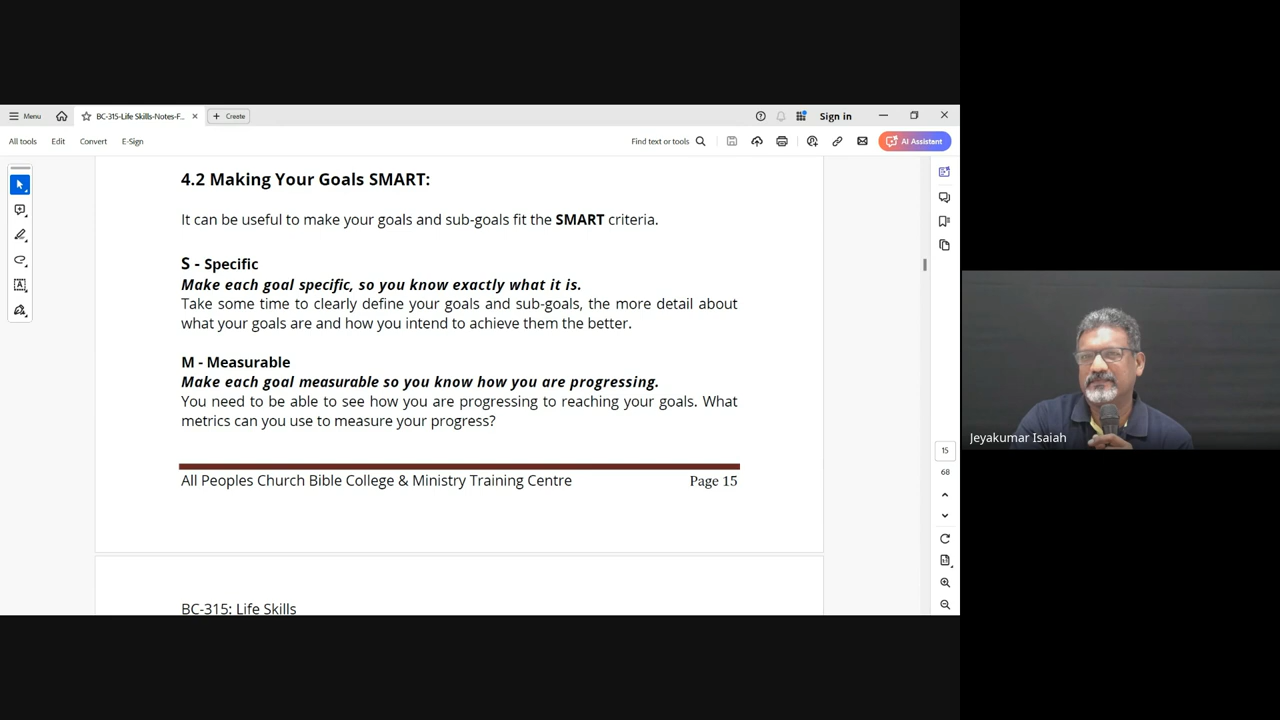 Menu
BC-315-Life Skills-Notes-F...
Create
Sign in
All tools
Edit
Convert
E-Sign
Find text or tools
AI Assistant
4.2 Making Your Goals SMART:
It can be useful to make your goals and sub-goals fit the SMART criteria.
S - Specific
Make each goal specific, so you know exactly what it is.
Take some time to clearly define your goals and sub-goals, the more detail about
what your goals are and how you intend to achieve them the better.
M - Measurable
Make each goal measurable so you know how you are progressing.
You need to be able to see how you are progressing to reaching your goals. What
metrics can you use to measure your progress?
All Peoples Church Bible College & Ministry Training Centre Page 15
BC-315: Life Skills
15
68
Jeyakumar Isaiah